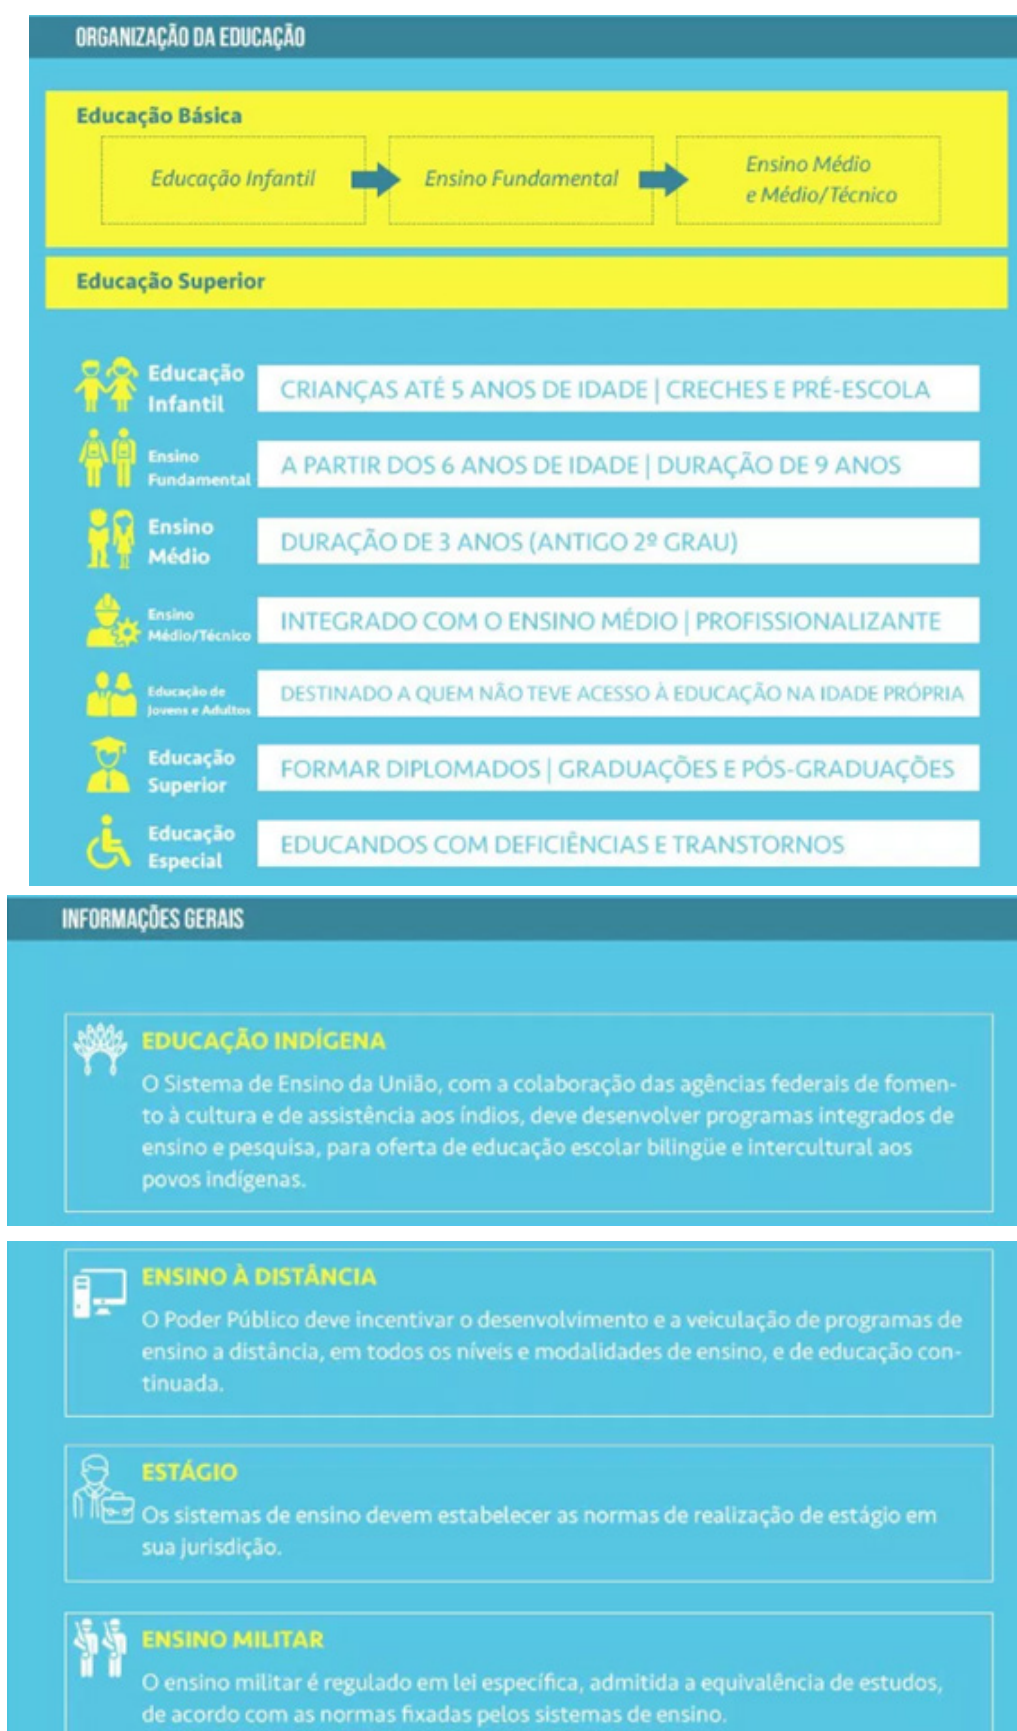 ORGANIZAÇÃO DA EDUCAÇÃO
Educação Básica
Educação Infantil
Ensino Fundamental
Ensino Médio
e Médio/Técnico
Educação Superior
Educação
Infantil
CRIANÇAS ATÉ 5 ANOS DE IDADE | CRECHES E PRÉ-ESCOLA
Ensino
Fundamental
A PARTIR DOS 6 ANOS DE IDADE | DURAÇÃO DE 9 ANOS
Ensino
Médio
DURAÇÃO DE 3 ANOS (ANTIGO 2º GRAU)
Ensino
Médio/Técnico
INTEGRADO COM O ENSINO MÉDIO | PROFISSIONALIZANTE
Educação de
Jovens e Adultos
DESTINADO A QUEM NÃO TEVE ACESSO À EDUCAÇÃO NA IDADE PRÓPRIA
Educação
Superior
FORMAR DIPLOMADOS | GRADUAÇÕES E PÓS-GRADUAÇÕES
Educação
Especial
EDUCANDOS COM DEFICIÊNCIAS E TRANSTORNOS
INFORMAÇÕES GERAIS
EDUCAÇÃO INDÍGENA
O Sistema de Ensino da União, com a colaboração das agências federais de fomen-
to à cultura e de assistência aos índios, deve desenvolver programas integrados de
ensino e pesquisa, para oferta de educação escolar bilingüe e intercultural aos
povos indígenas.
ENSINO À DISTÂNCIA
O Poder Público deve incentivar o desenvolvimento e a veiculação de programas de
ensino a distância, em todos os níveis e modalidades de ensino, e de educação con-
tinuada.
ESTÁGIO
Os sistemas de ensino devem estabelecer as normas de realização de estágio em
sua jurisdição.
ENSINO MILITAR
O ensino militar é regulado em lei específica, admitida a equivalência de estudos,
de acordo com as normas fixadas pelos sistemas de ensino.